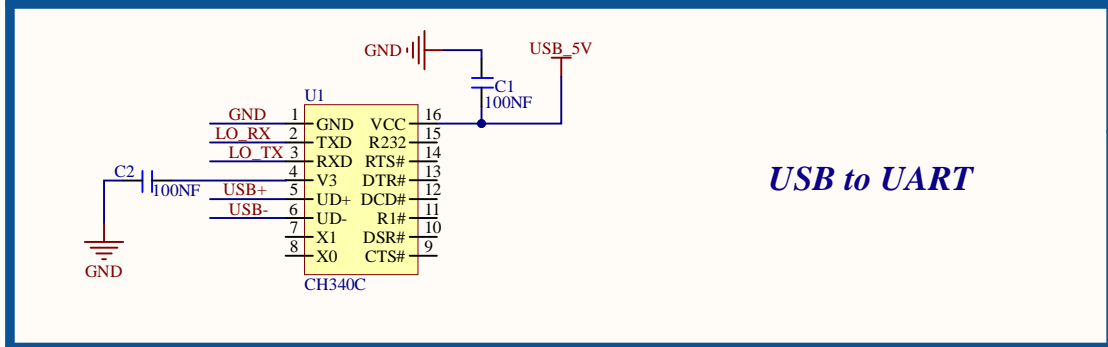 GND
USB_5V
C1
100NF
U1
GND 1 GND VCC 16
LO_RX 2 TXD R232 15
LO_TX 3 RXD RTS# 14
C2 100NF 4 V3 DTR# 13
USB+ 5 UD+ DCD# 12
USB- 6 UD- R1# 11
7 X1 DSR# 10
8 X0 CTS# 9
GND
CH340C
USB to UART